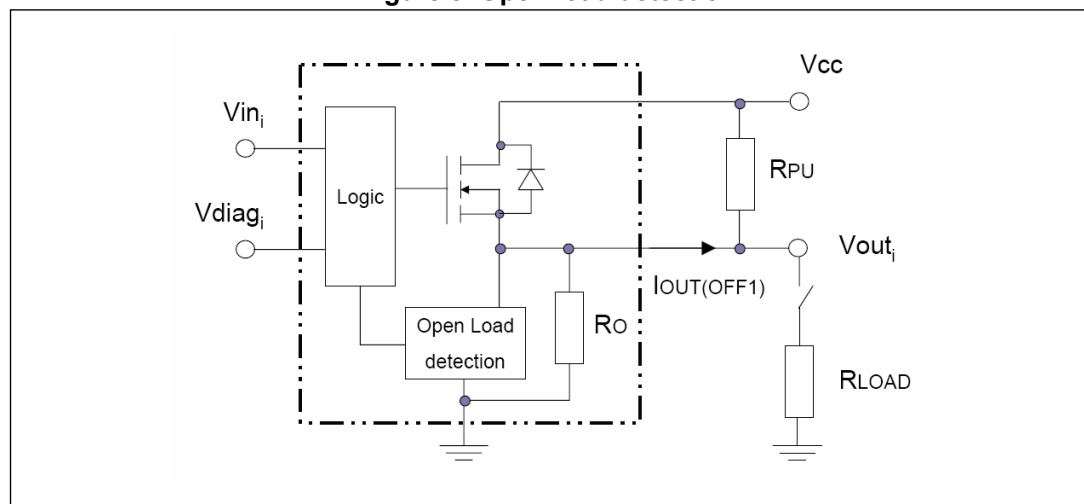 Vcc
Vin_i
RPU
Logic
Vdiag_i
Vout_i
IOUT(OFF1)
Open Load
detection
RO
RLOAD